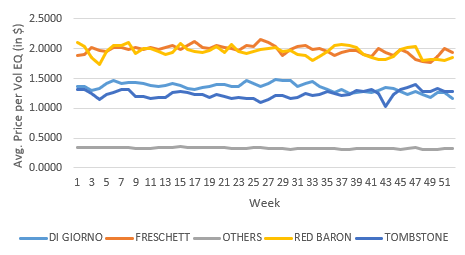 Avg. Price per Vol EQ (in $)
2.5000
2.0000
1.5000
1.0000
0.5000
0.0000
1 3 5 7 9 11 13 15 17 19 21 23 25 27 29 31 33 35 37 39 41 43 45 47 49 51
Week
DI GIORNO FRESCHETT OTHERS RED BARON TOMBSTONE